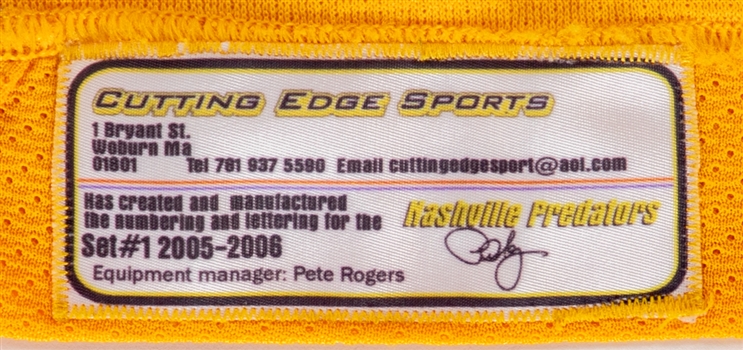 CUTTING EDGE SPORTS
1 Bryant St.
Woburn Ma
01801 Tel 781 937 5590 Email cuttingedgesport@aol.com
Has created and manufactured
the numbering and lettering for the Nashville Predators
Set#1 2005-2006
Equipment manager: Pete Rogers